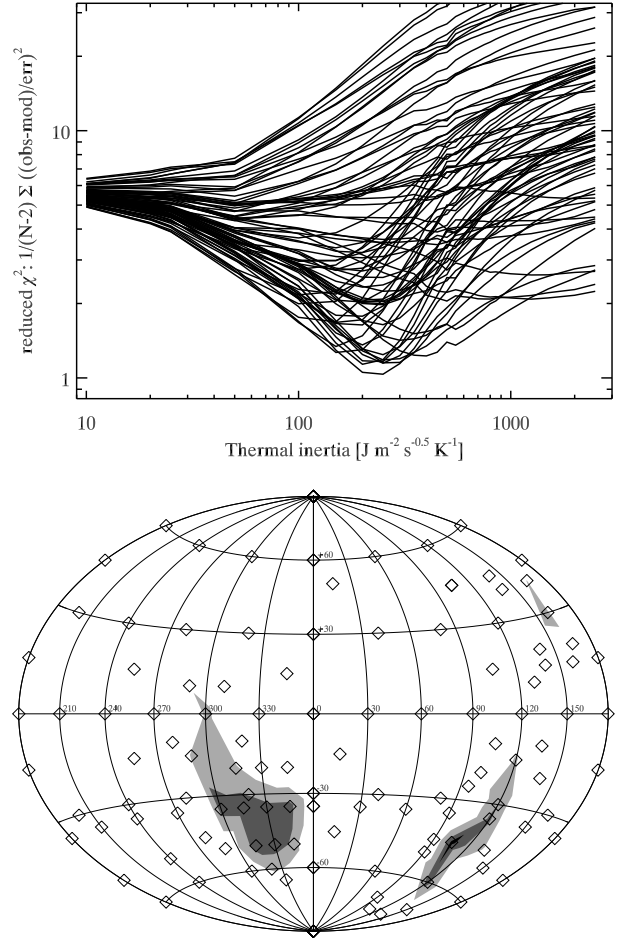 reduced χ²: 1/(N-2) Σ ((obs-mod)/err)²
10
1
10 100 1000
Thermal inertia [J m⁻² s⁻⁰·⁵ K⁻¹]
+60
+30
210 240 270 300 330 0 30 60 90 120 150
-30
-60